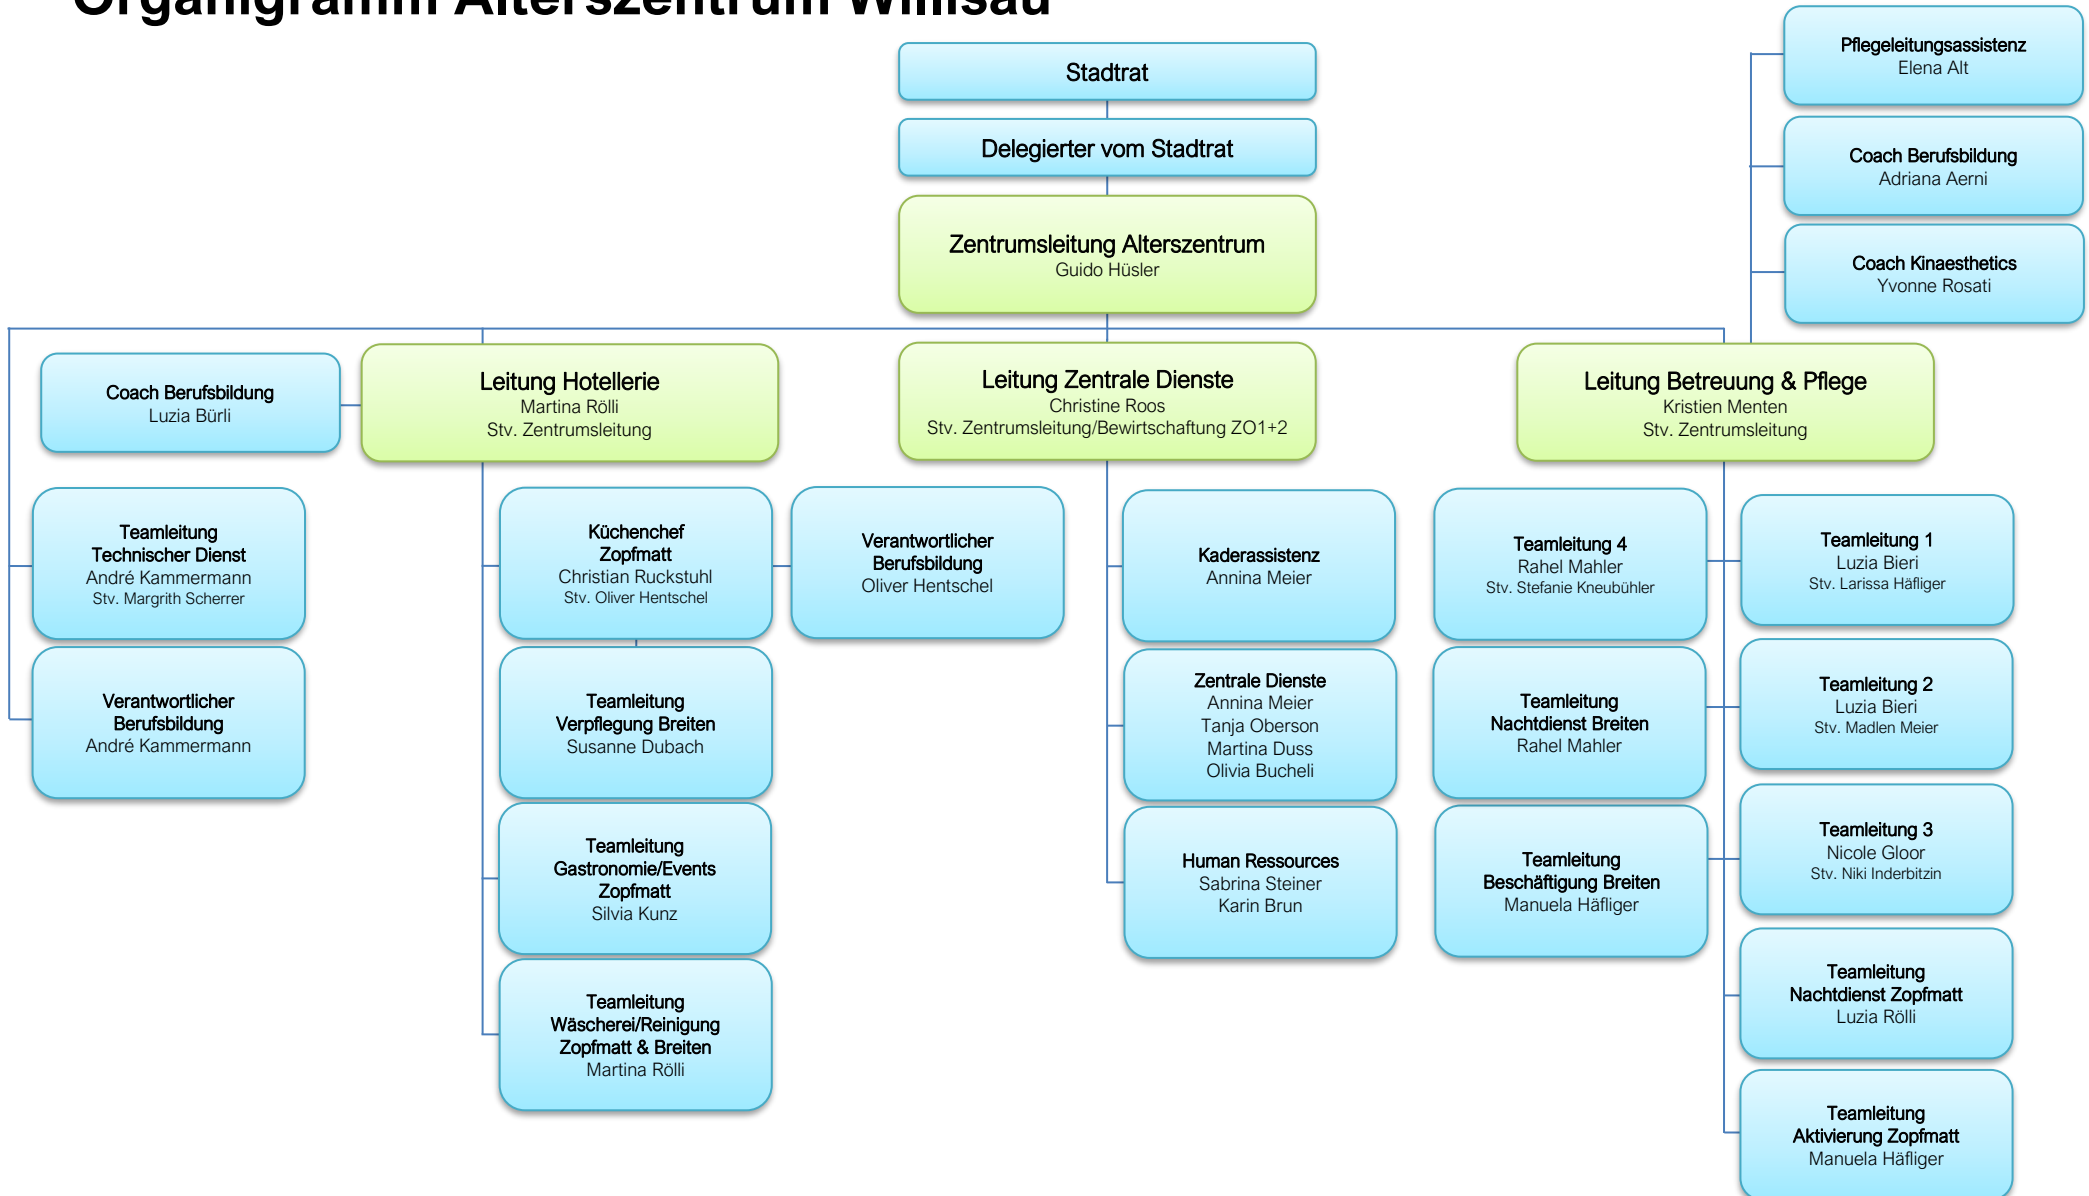 Organigramm Alterszentrum Willisau
Stadtrat
Delegierter vom Stadtrat
Zentrumsleitung Alterszentrum
Guido Hüsler
Pflegeleitungsassistenz
Elena Alt
Coach Berufsbildung
Adriana Aerni
Coach Kinaesthetics
Yvonne Rosati
Coach Berufsbildung
Luzia Bürli
Leitung Hotellerie
Martina Rölli
Stv. Zentrumsleitung
Leitung Zentrale Dienste
Christine Roos
Stv. Zentrumsleitung/Bewirtschaftung ZO1+2
Leitung Betreuung & Pflege
Kristien Menten
Stv. Zentrumsleitung
Teamleitung
Technischer Dienst
André Kammermann
Stv. Margrith Scherrer
Verantwortlicher
Berufsbildung
André Kammermann
Küchenchef
Zopfmatt
Christian Ruckstuhl
Stv. Oliver Hentschel
Verantwortlicher
Berufsbildung
Oliver Hentschel
Teamleitung
Verpflegung Breiten
Susanne Dubach
Teamleitung
Gastronomie/Events
Zopfmatt
Silvia Kunz
Teamleitung
Wäscherei/Reinigung
Zopfmatt & Breiten
Martina Rölli
Kaderassistenz
Annina Meier
Zentrale Dienste
Annina Meier
Tanja Oberson
Martina Duss
Olivia Bucheli
Human Ressources
Sabrina Steiner
Karin Brun
Teamleitung 4
Rahel Mahler
Stv. Stefanie Kneubühler
Teamleitung
Nachtdienst Breiten
Rahel Mahler
Teamleitung
Beschäftigung Breiten
Manuela Häfliger
Teamleitung 1
Luzia Bieri
Stv. Larissa Häfliger
Teamleitung 2
Luzia Bieri
Stv. Madlen Meier
Teamleitung 3
Nicole Gloor
Stv. Niki Inderbitzin
Teamleitung
Nachtdienst Zopfmatt
Luzia Rölli
Teamleitung
Aktivierung Zopfmatt
Manuela Häfliger